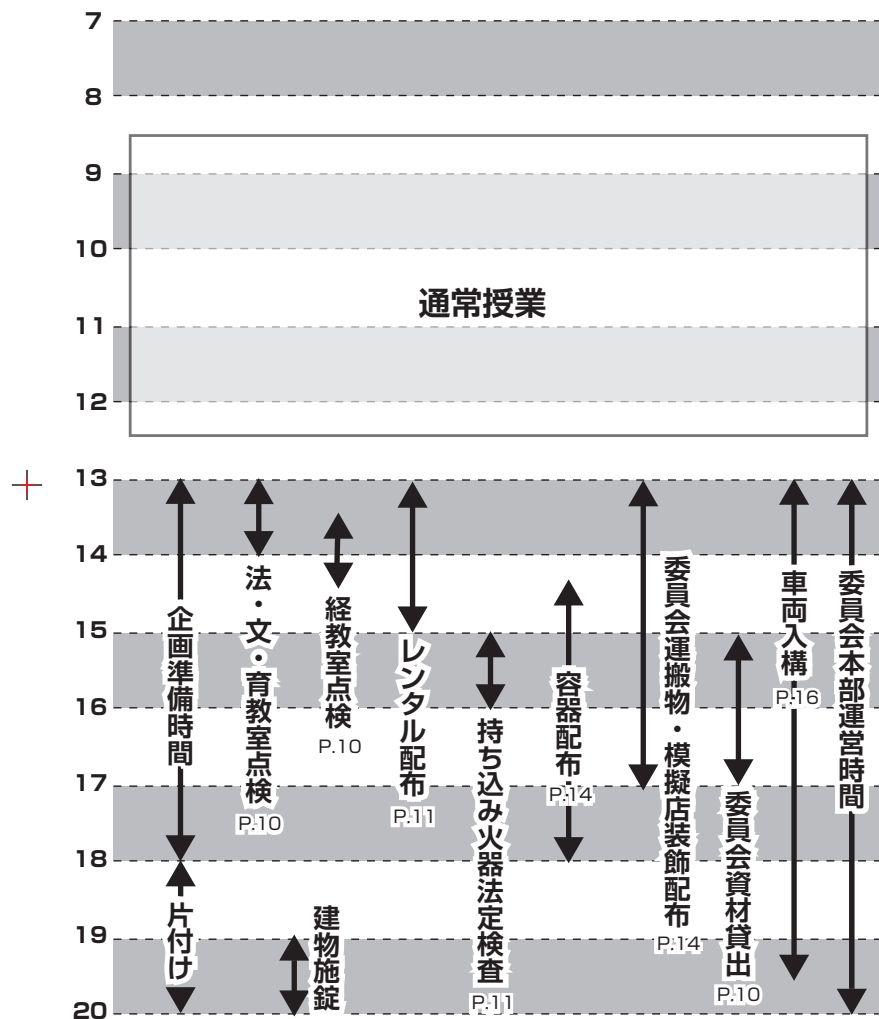 7
8
9
10
11
12
13
14
15
16
17
18
19
20
通常授業
企画準備時間
片付け
法・文・育教室点検
P.10
建物施錠
経教室点検
P.10
レンタル配布
P.11
持ち込み火器法定検査
P.11
容器配布
P.14
委員会運搬物・模擬店装飾配布
P.14
委員会資材貸出
P.10
車両入構
P.16
委員会本部運営時間